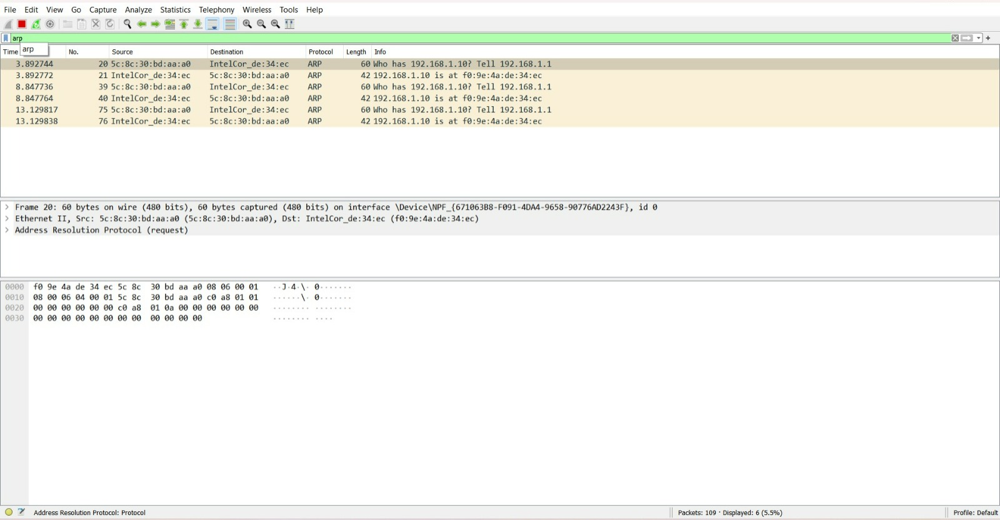 File Edit View Go Capture Analyze Statistics Telephony Wireless Tools Help
arp
arp
Time No. Source Destination Protocol Length Info
3.892744 20 5c:8c:30:bd:aa:a0 IntelCor_de:34:ec ARP 60 Who has 192.168.1.10? Tell 192.168.1.1
3.892772 21 IntelCor_de:34:ec 5c:8c:30:bd:aa:a0 ARP 42 192.168.1.10 is at f0:9e:4a:de:34:ec
8.847736 39 5c:8c:30:bd:aa:a0 IntelCor_de:34:ec ARP 60 Who has 192.168.1.10? Tell 192.168.1.1
8.847764 40 IntelCor_de:34:ec 5c:8c:30:bd:aa:a0 ARP 42 192.168.1.10 is at f0:9e:4a:de:34:ec
13.129817 75 5c:8c:30:bd:aa:a0 IntelCor_de:34:ec ARP 60 Who has 192.168.1.10? Tell 192.168.1.1
13.129838 76 IntelCor_de:34:ec 5c:8c:30:bd:aa:a0 ARP 42 192.168.1.10 is at f0:9e:4a:de:34:ec
Frame 20: 60 bytes on wire (480 bits), 60 bytes captured (480 bits) on interface \Device\NPF_{671063B8-F091-4DA4-9658-90776AD2243F}, id 0
Ethernet II, Src: 5c:8c:30:bd:aa:a0 (5c:8c:30:bd:aa:a0), Dst: IntelCor_de:34:ec (f0:9e:4a:de:34:ec)
Address Resolution Protocol (request)
0000 f0 9e 4a de 34 ec 5c 8c 30 bd aa a0 08 06 00 01 ··J·4·\· 0·······
0010 08 00 06 04 00 01 5c 8c 30 bd aa a0 c0 a8 01 01 ······\· 0·······
0020 00 00 00 00 00 00 c0 a8 01 0a 00 00 00 00 00 00 ········ ········
0030 00 00 00 00 00 00 00 00 00 00 00 00 ········ ····
Address Resolution Protocol: Protocol Packets: 109 · Displayed: 6 (5.5%) Profile: Default